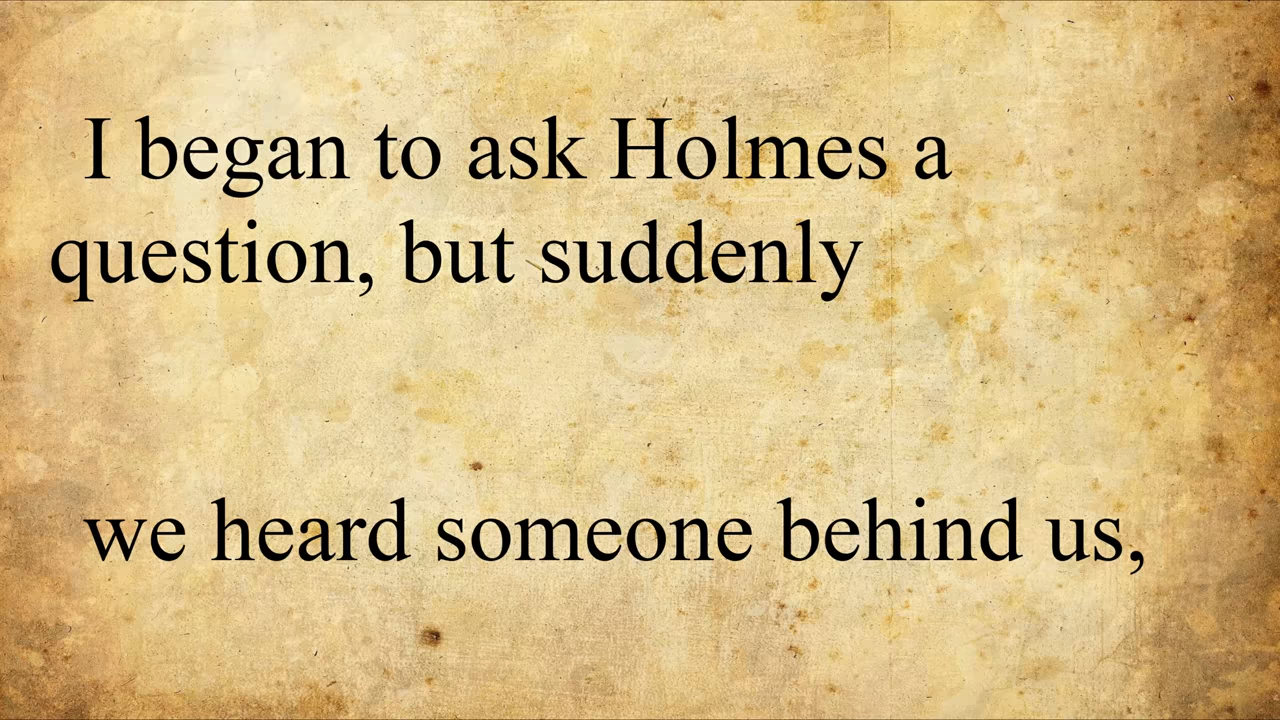 I began to ask Holmes a
question, but suddenly
we heard someone behind us,